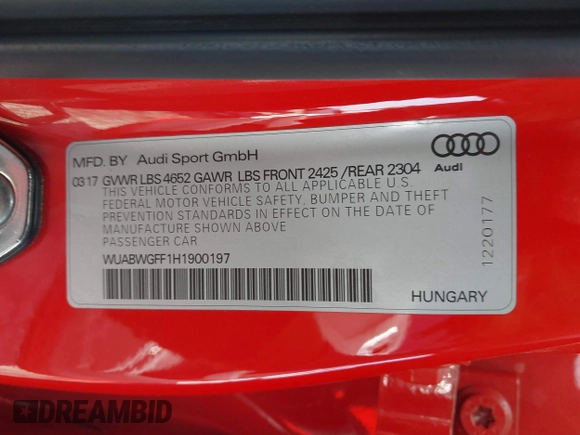 MFD. BY Audi Sport GmbH
03 17 GVWR LBS 4652 GAWR LBS FRONT 2425 /REAR 2304
THIS VEHICLE CONFORMS TO ALL APPLICABLE U.S.
FEDERAL MOTOR VEHICLE SAFETY, BUMPER AND THEFT
PREVENTION STANDARDS IN EFFECT ON THE DATE OF
MANUFACTURE SHOWN ABOVE
PASSENGER CAR
WUABWGFF1H1900197
Audi
1220177
HUNGARY
DREAMBID